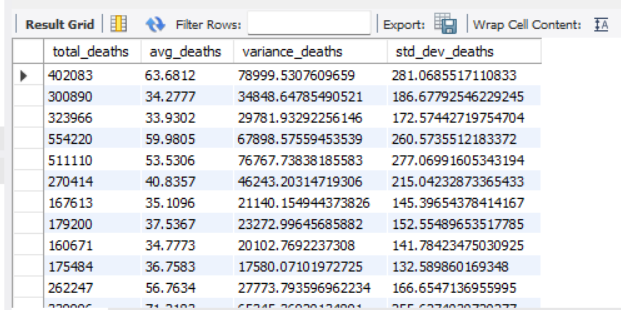 Result Grid Filter Rows: Export: Wrap Cell Content: IA
total_deaths avg_deaths variance_deaths std_dev_deaths
402083 63.6812 78999.5307609659 281.0685517110833
300890 34.2777 34848.64785490521 186.67792546229245
323966 33.9302 29781.93292256146 172.57442719754704
554220 59.9805 67898.57559453539 260.5735512183372
511110 53.5306 76767.73838185583 277.06991605343194
270414 40.8357 46243.20314719306 215.04232873365433
167613 35.1096 21140.154944373826 145.39654378414167
179200 37.5367 23272.99645685882 152.55489653517785
160671 34.7773 20102.7692237308 141.78423475030925
175484 36.7583 17580.07101972725 132.589860169348
262247 56.7634 27773.793596962234 166.6547136955995